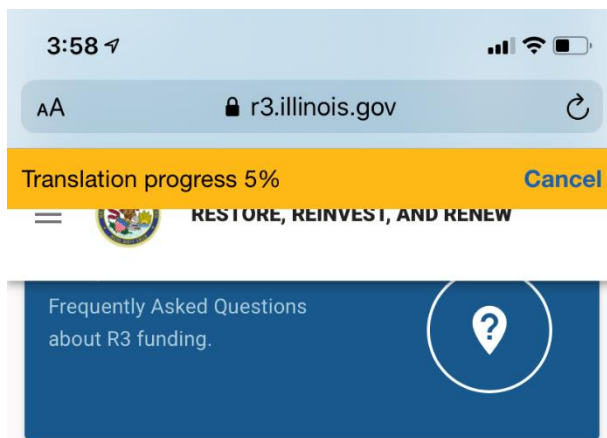 3:58
AA r3.illinois.gov
Translation progress 5% Cancel
RESTORE, REINVEST, AND RENEW
Frequently Asked Questions
about R3 funding.
?